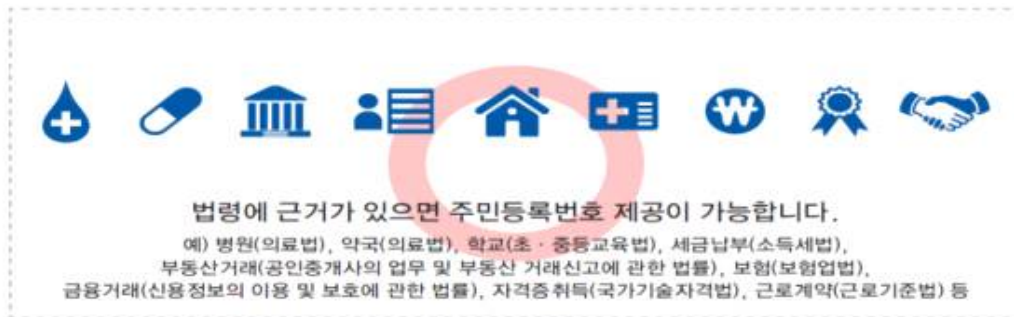 법령에 근거가 있으면 주민등록번호 제공이 가능합니다.
예) 병원(의료법), 약국(의료법), 학교(초 · 중등교육법), 세금납부(소득세법),
부동산거래(공인중개사의 업무 및 부동산 거래신고에 관한 법률), 보험(보험업법),
금융거래(신용정보의 이용 및 보호에 관한 법률), 자격증취득(국가기술자격법), 근로계약(근로기준법) 등